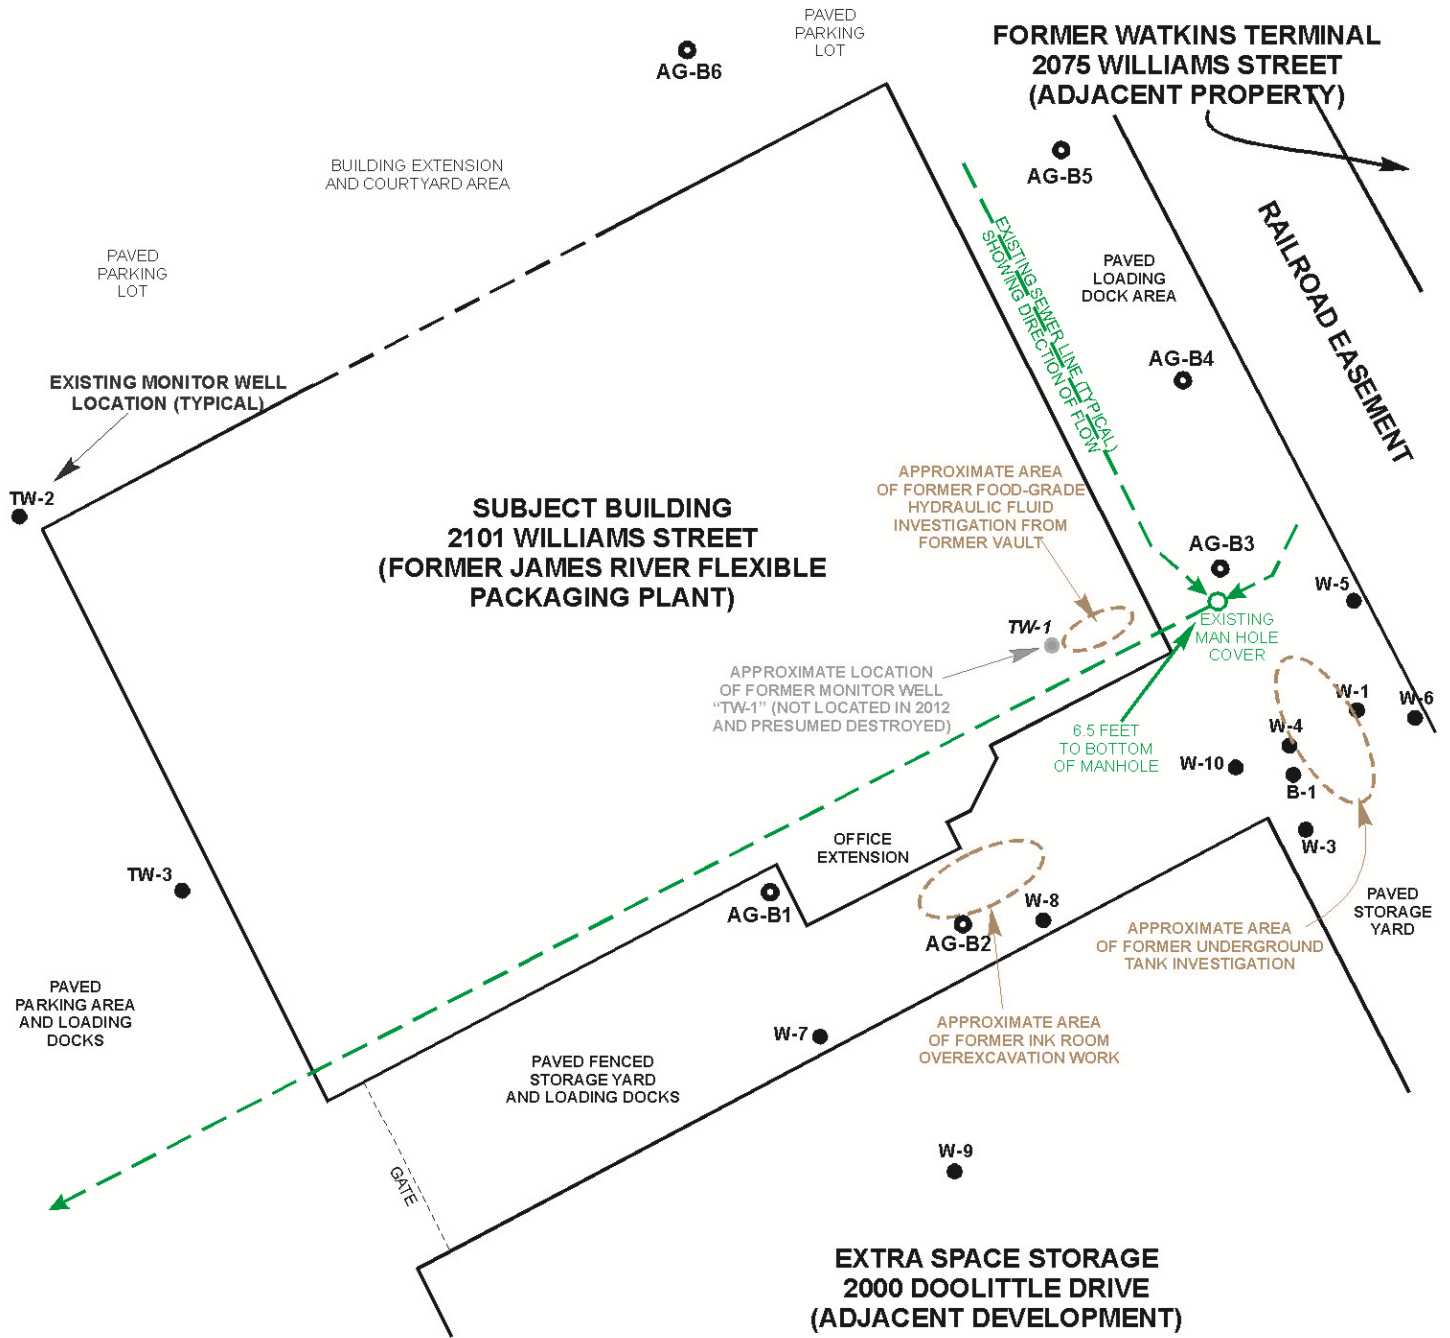 PAVED
PARKING
LOT
FORMER WATKINS TERMINAL
2075 WILLIAMS STREET
(ADJACENT PROPERTY)
AG-B6
AG-B5
BUILDING EXTENSION
AND COURTYARD AREA
PAVED
PARKING
LOT
PAVED
LOADING
DOCK AREA
RAILROAD EASEMENT
EXISTING SEWER LINE (TYPICAL)
SHOWING DIRECTION OF FLOW
AG-B4
EXISTING MONITOR WELL
LOCATION (TYPICAL)
TW-2
APPROXIMATE AREA
OF FORMER FOOD-GRADE
HYDRAULIC FLUID
INVESTIGATION FROM
FORMER VAULT
SUBJECT BUILDING
2101 WILLIAMS STREET
(FORMER JAMES RIVER FLEXIBLE
PACKAGING PLANT)
AG-B3
W-5
TW-1
EXISTING
MAN HOLE
COVER
APPROXIMATE LOCATION
OF FORMER MONITOR WELL
"TW-1" (NOT LOCATED IN 2012
AND PRESUMED DESTROYED)
W-1
W-6
W-4
6.5 FEET
TO BOTTOM
OF MANHOLE
W-10
B-1
W-3
OFFICE
EXTENSION
TW-3
AG-B1
W-8
AG-B2
PAVED
STORAGE
YARD
APPROXIMATE AREA
OF FORMER UNDERGROUND
TANK INVESTIGATION
PAVED
PARKING AREA
AND LOADING
DOCKS
W-7
APPROXIMATE AREA
OF FORMER INK ROOM
OVEREXCAVATION WORK
PAVED FENCED
STORAGE YARD
AND LOADING DOCKS
GATE
W-9
EXTRA SPACE STORAGE
2000 DOOLITTLE DRIVE
(ADJACENT DEVELOPMENT)